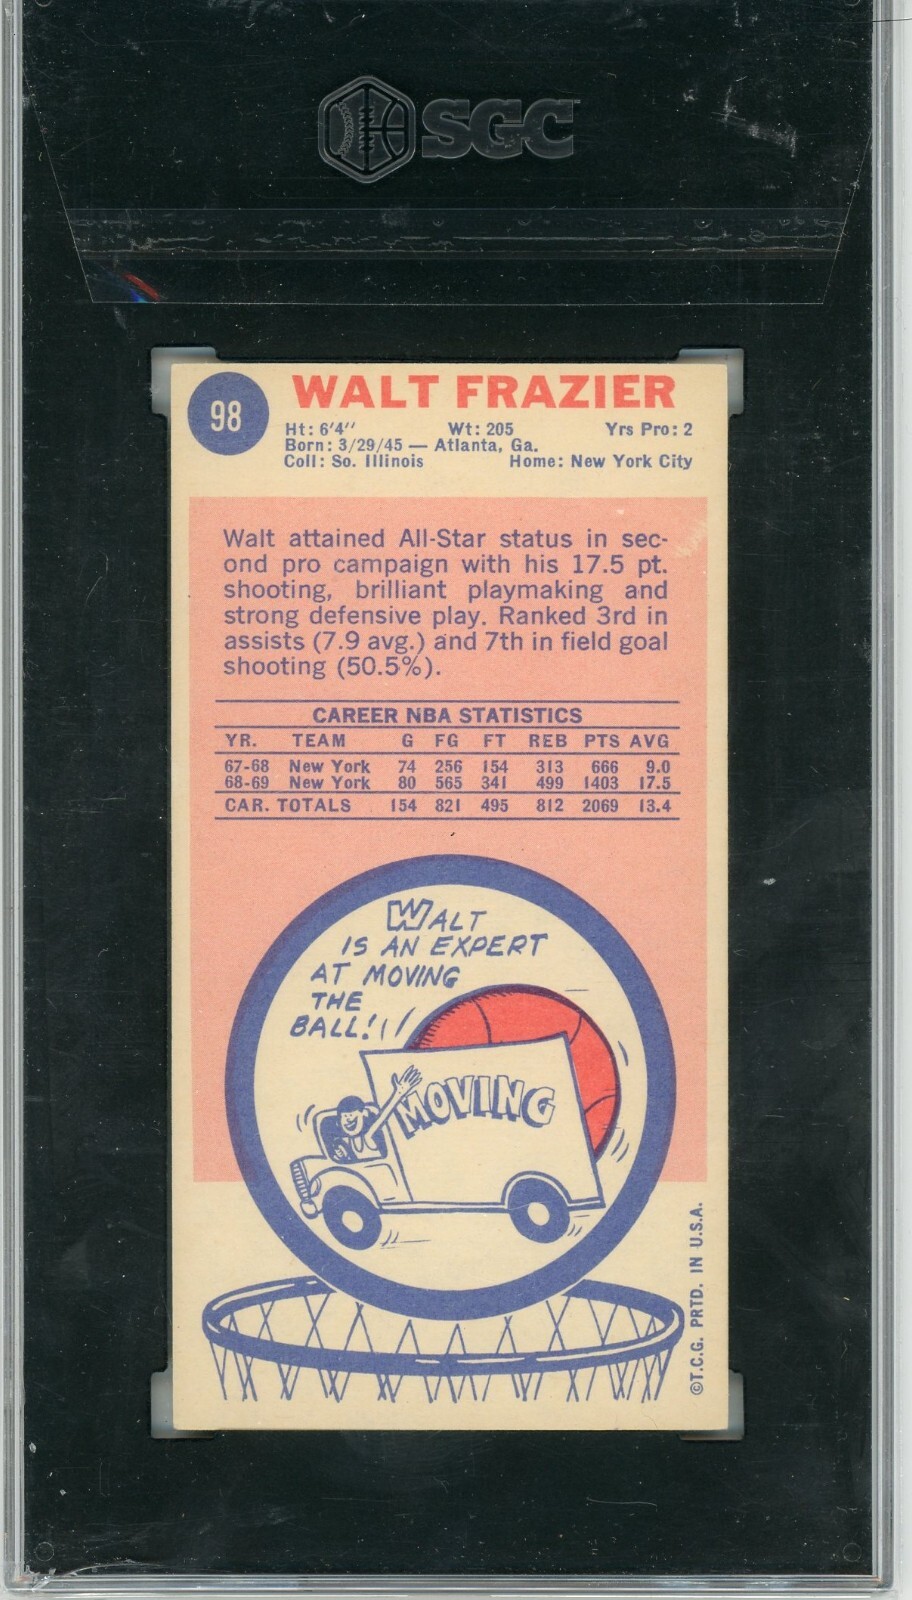 SGC
98
WALT FRAZIER
Ht: 6'4'' Wt: 205 Yrs Pro: 2
Born: 3/29/45 — Atlanta, Ga.
Coll: So. Illinois Home: New York City
Walt attained All-Star status in sec-
ond pro campaign with his 17.5 pt.
shooting, brilliant playmaking and
strong defensive play. Ranked 3rd in
assists (7.9 avg.) and 7th in field goal
shooting (50.5%).
CAREER NBA STATISTICS
YR. TEAM G FG FT REB PTS AVG
67-68 New York 74 256 154 313 666 9.0
68-69 New York 80 565 341 499 1403 17.5
CAR. TOTALS 154 821 495 812 2069 13.4
WALT
IS AN EXPERT
AT MOVING
THE
BALL!
MOVING
©T.C.G. PRTD. IN U.S.A.